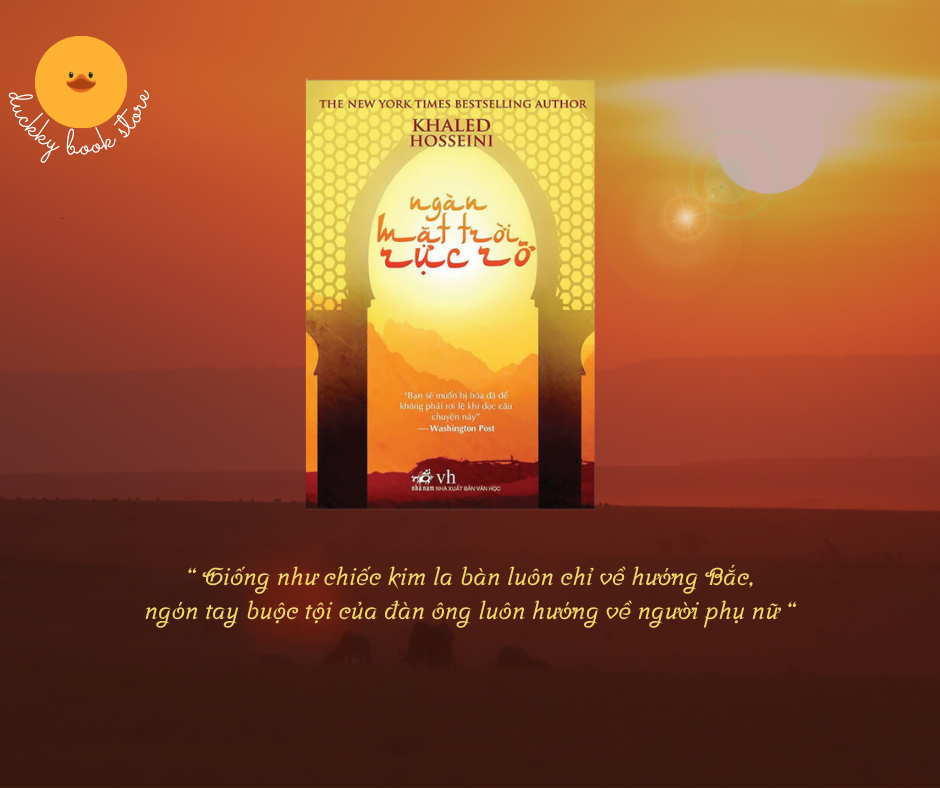 duckky book store
THE NEW YORK TIMES BESTSELLING AUTHOR
KHALED
HOSSEINI
ngàn
mặt trời
rực rỡ
"Bạn sẽ muốn bị hóa đá để
không phải rơi lệ khi đọc câu
chuyện này"
— Washington Post
vh
nhã nam NHÀ XUẤT BẢN VĂN HỌC
“ Giống như chiếc kim la bàn luôn chỉ về hướng Bắc,
ngón tay buộc tội của đàn ông luôn hướng về người phụ nữ “